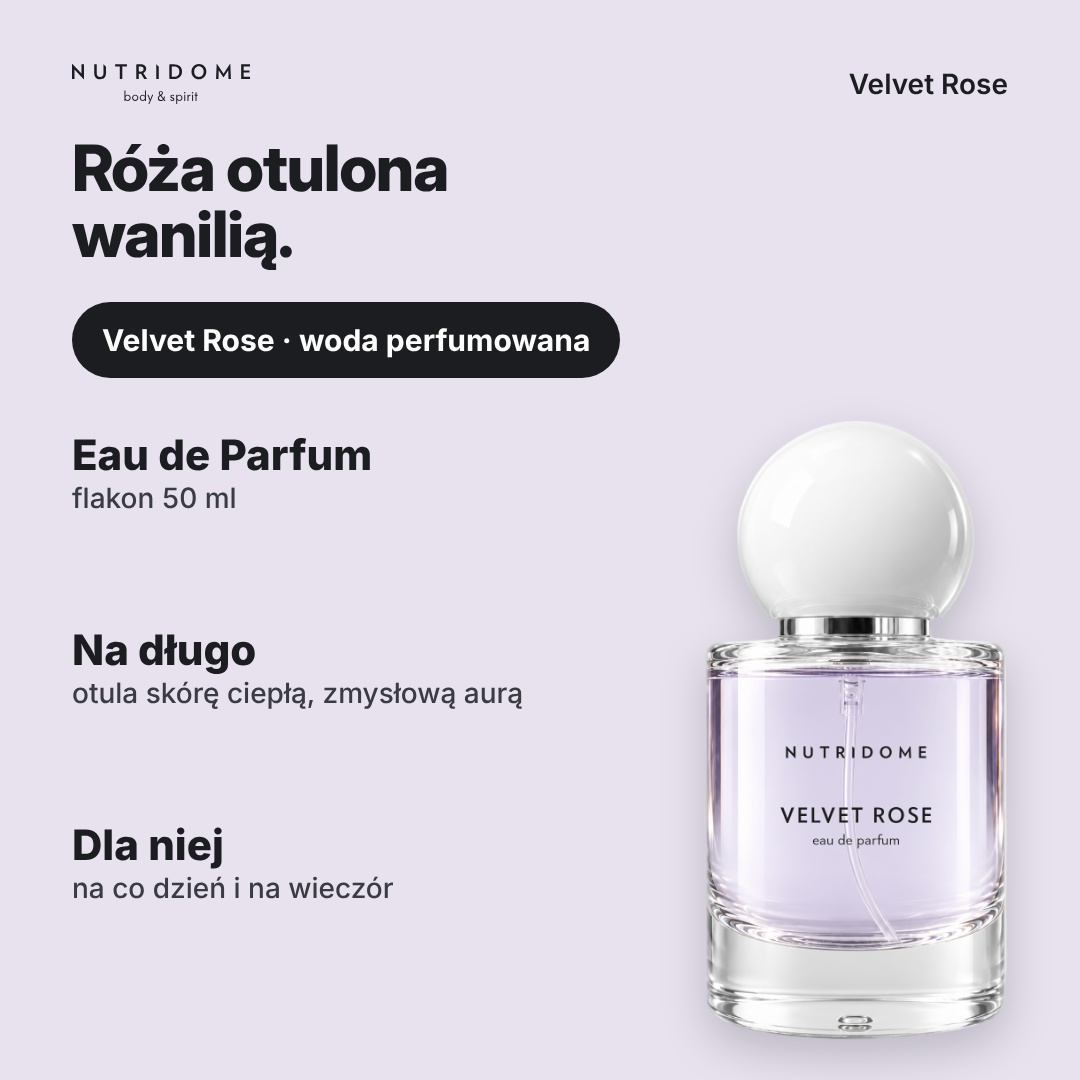 NUTRIDOME
body & spirit
Velvet Rose
Róża otulona
wanilią.
Velvet Rose · woda perfumowana
Eau de Parfum
flakon 50 ml
Na długo
otula skórę ciepłą, zmysłową aurą
Dla niej
na co dzień i na wieczór
NUTRIDOME
VELVET ROSE
eau de parfum